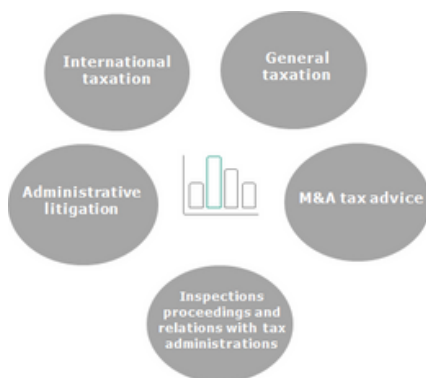 International
taxation
General
taxation
Administrative
litigation
M&A tax advice
Inspections
proceedings and
relations with tax
administrations